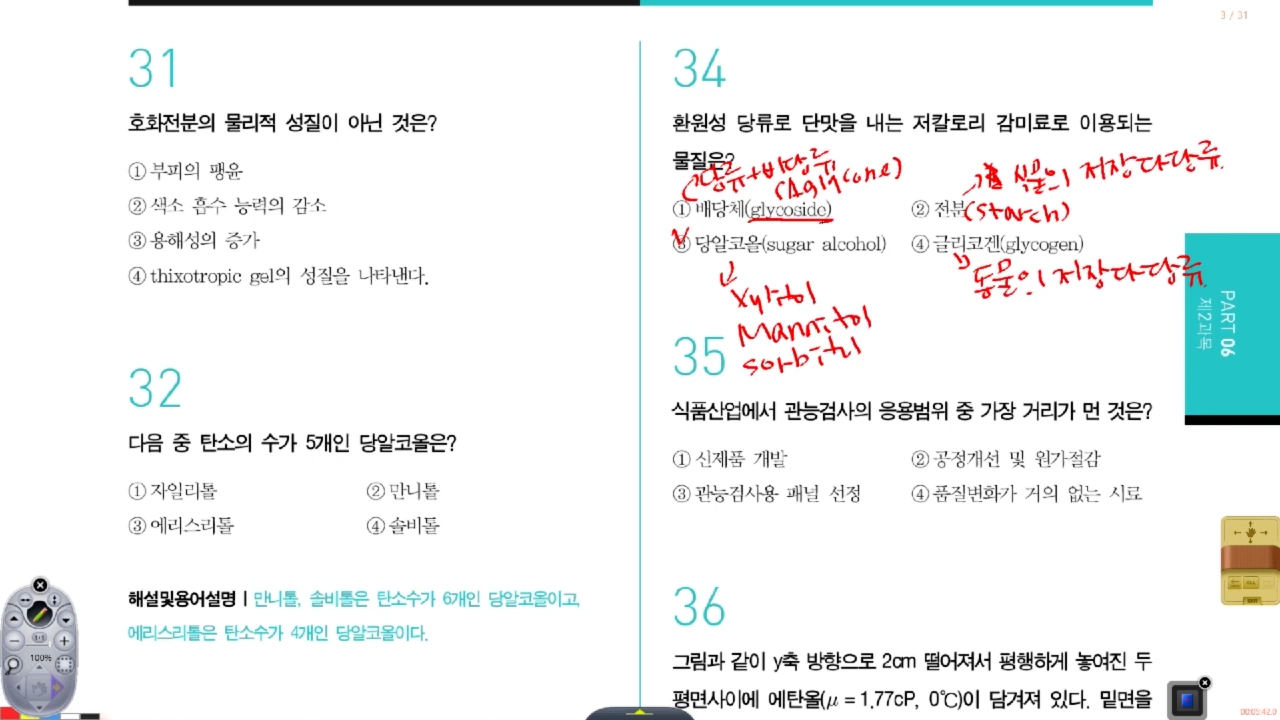 3 / 31
31
호화전분의 물리적 성질이 아닌 것은?
① 부피의 팽윤
② 색소 흡수 능력의 감소
③ 용해성의 증가
④ thixotropic gel의 성질을 나타낸다.
32
다음 중 탄소의 수가 5개인 당알코올은?
① 자일리톨 ② 만니톨
③ 에리스리톨 ④ 솔비톨
해설및용어설명 | 만니톨, 솔비톨은 탄소수가 6개인 당알코올이고,
에리스리톨은 탄소수가 4개인 당알코올이다.
34
환원성 당류로 단맛을 내는 저칼로리 감미료로 이용되는
물질은?
당류+비당류
(Aglycone)
식물의 저장다당류
① 배당체(glycoside) ② 전분
(starch)
③ 당알코올(sugar alcohol) ④ 글리코겐(glycogen)
동물의 저장다당류
xylitol
Mannitol
sorbitol
35
식품산업에서 관능검사의 응용범위 중 가장 거리가 먼 것은?
① 신제품 개발 ② 공정개선 및 원가절감
③ 관능검사용 패널 선정 ④ 품질변화가 거의 없는 시료
36
그림과 같이 y축 방향으로 2cm 떨어져서 평행하게 놓여진 두
평면사이에 에탄올(μ = 1.77cP, 0℃)이 담겨져 있다. 밑면을
PART 06
제2과목
100%
00:05:42.0